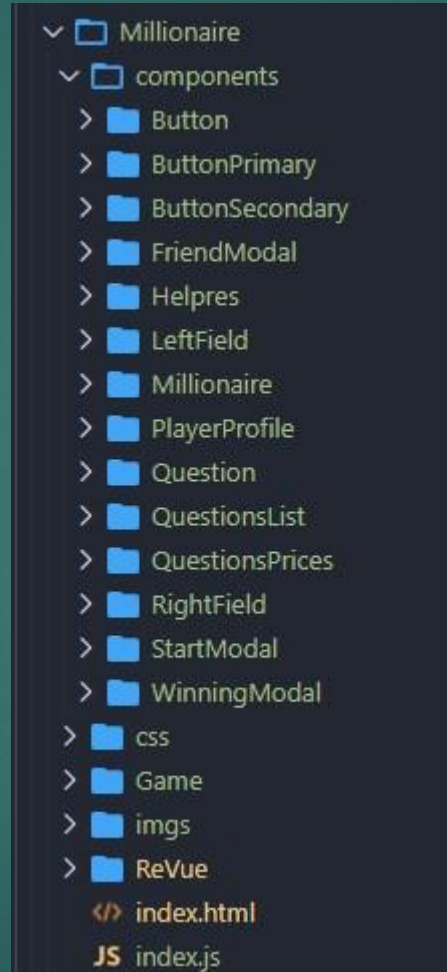 Millionaire
components
Button
ButtonPrimary
ButtonSecondary
FriendModal
Helpres
LeftField
Millionaire
PlayerProfile
Question
QuestionsList
QuestionsPrices
RightField
StartModal
WinningModal
css
Game
imgs
ReVue
</> index.html
JS index.js